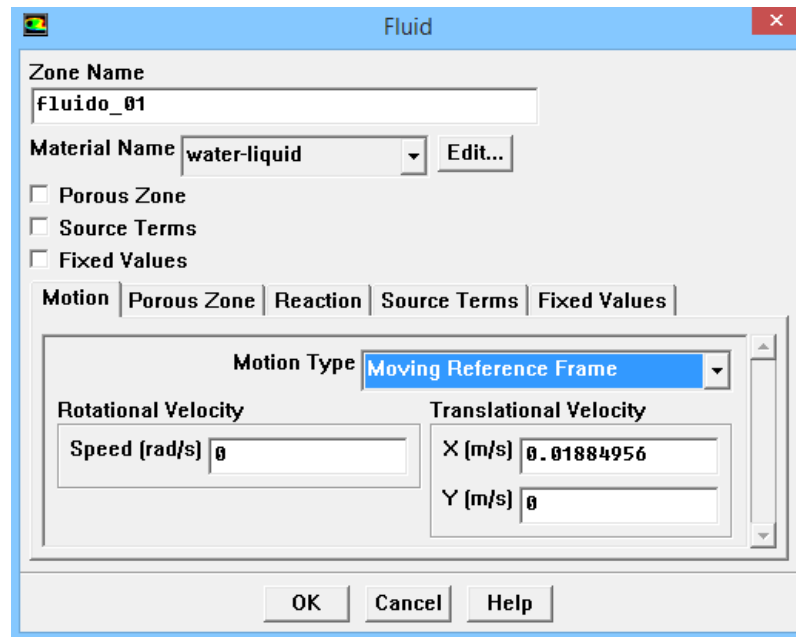 Fluid
Zone Name
fluido_01
Material Name water-liquid Edit...
Porous Zone
Source Terms
Fixed Values
Motion Porous Zone Reaction Source Terms Fixed Values
Motion Type Moving Reference Frame
Rotational Velocity Translational Velocity
Speed (rad/s) 0 X (m/s) 0.01884956
Y (m/s) 0
OK Cancel Help